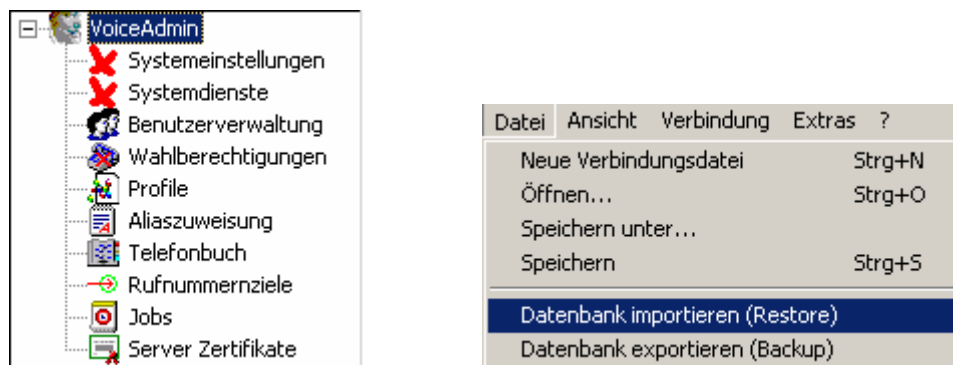 VoiceAdmin
Systemeinstellungen
Systemdienste
Benutzerverwaltung
Wahlberechtigungen
Profile
Aliaszuweisung
Telefonbuch
Rufnummernziele
Jobs
Server Zertifikate
Datei Ansicht Verbindung Extras ?
Neue Verbindungsdatei Strg+N
Öffnen... Strg+O
Speichern unter...
Speichern Strg+S
Datenbank importieren (Restore)
Datenbank exportieren (Backup)